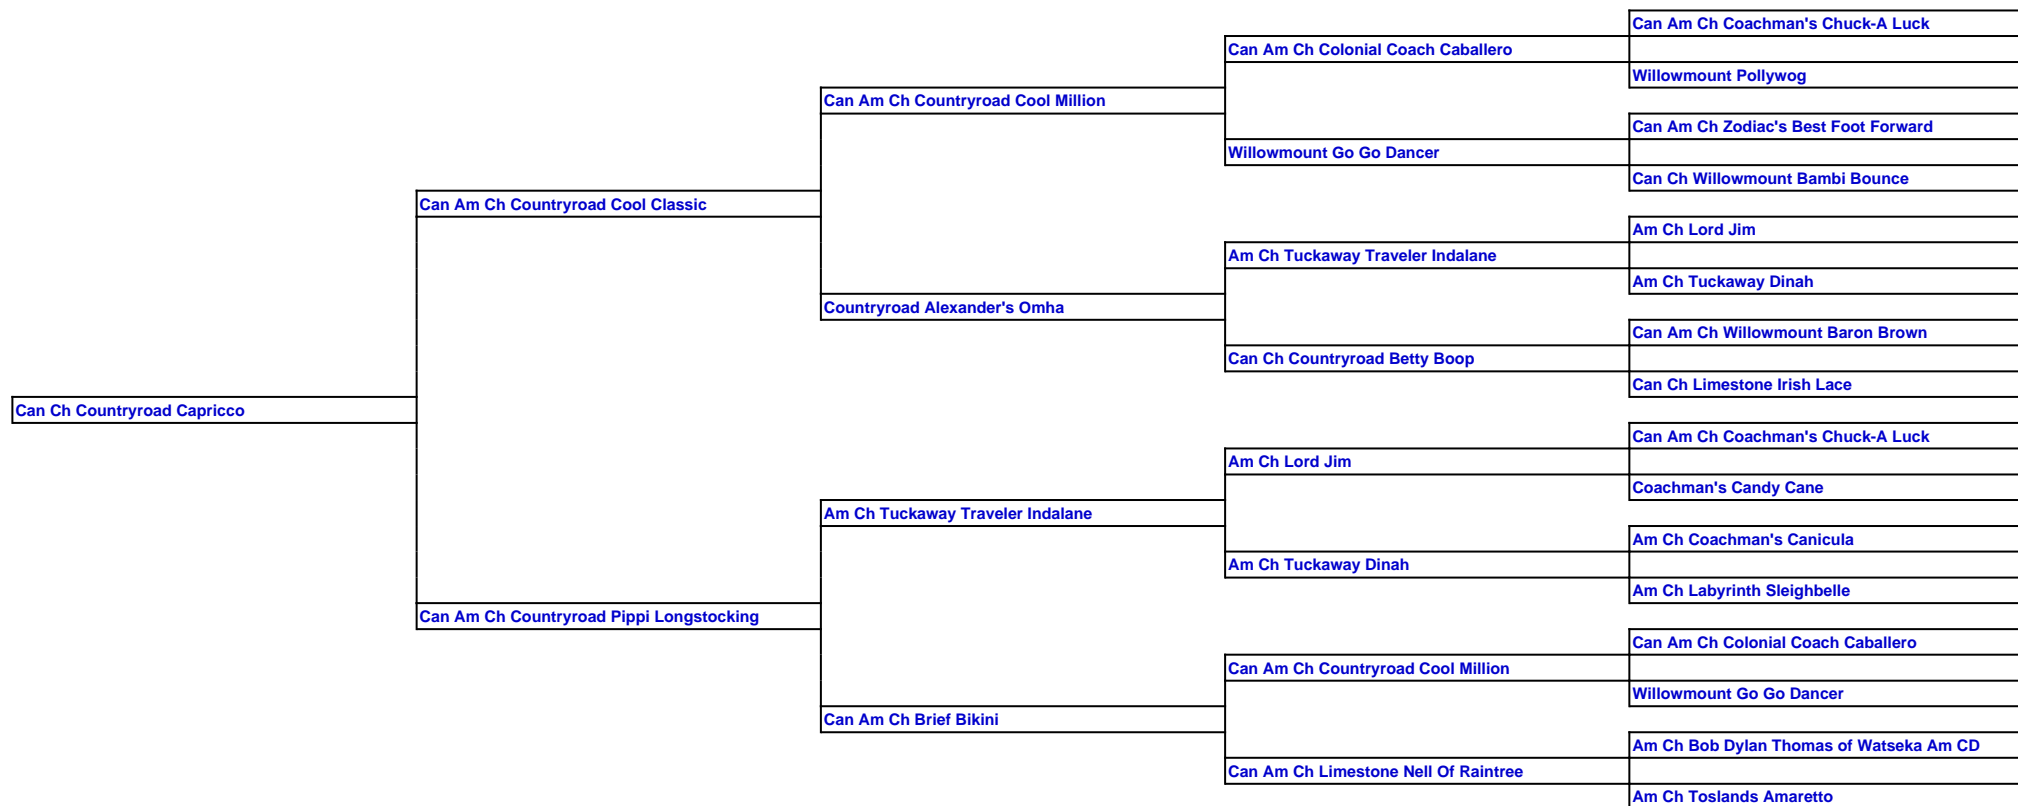 Can Am Ch Coachman's Chuck-A Luck
Can Am Ch Colonial Coach Caballero
Willowmount Pollywog
Can Am Ch Countryroad Cool Million
Can Am Ch Zodiac's Best Foot Forward
Willowmount Go Go Dancer
Can Ch Willowmount Bambi Bounce
Can Am Ch Countryroad Cool Classic
Am Ch Lord Jim
Am Ch Tuckaway Traveler Indalane
Am Ch Tuckaway Dinah
Countryroad Alexander's Omha
Can Am Ch Willowmount Baron Brown
Can Ch Countryroad Betty Boop
Can Ch Limestone Irish Lace
Can Ch Countryroad Capricco
Can Am Ch Coachman's Chuck-A Luck
Am Ch Lord Jim
Coachman's Candy Cane
Am Ch Tuckaway Traveler Indalane
Am Ch Coachman's Canicula
Am Ch Tuckaway Dinah
Am Ch Labyrinth Sleighbelle
Can Am Ch Countryroad Pippi Longstocking
Can Am Ch Colonial Coach Caballero
Can Am Ch Countryroad Cool Million
Willowmount Go Go Dancer
Can Am Ch Brief Bikini
Am Ch Bob Dylan Thomas of Watseka Am CD
Can Am Ch Limestone Nell Of Raintree
Am Ch Toslands Amaretto